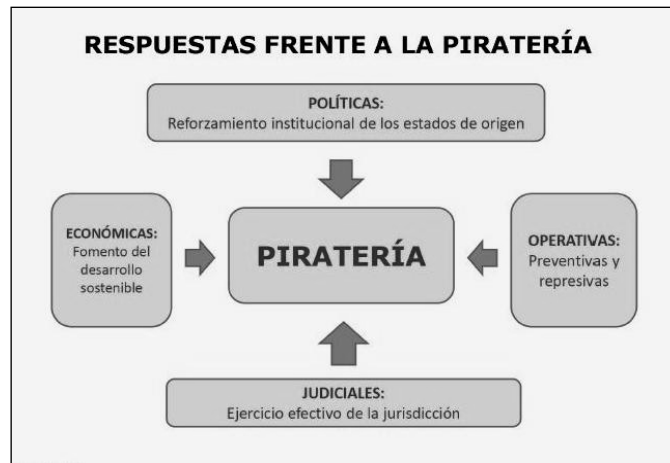 RESPUESTAS FRENTE A LA PIRATERÍA
POLÍTICAS:
Reforzamiento institucional de los estados de origen
ECONÓMICAS:
Fomento del
desarrollo
sostenible
PIRATERÍA
OPERATIVAS:
Preventivas y
represivas
JUDICIALES:
Ejercicio efectivo de la jurisdicción